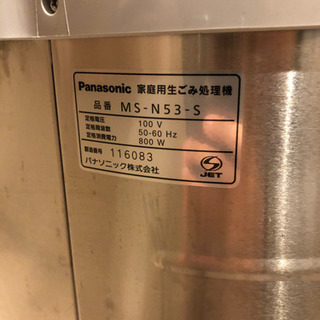 Panasonic 家庭用生ごみ処理機
品番 MS-N53-S
定格電圧 100 V
定格周波数 50-60 Hz
定格消費電力 800 W
製造番号 116083
パナソニック株式会社
S JET